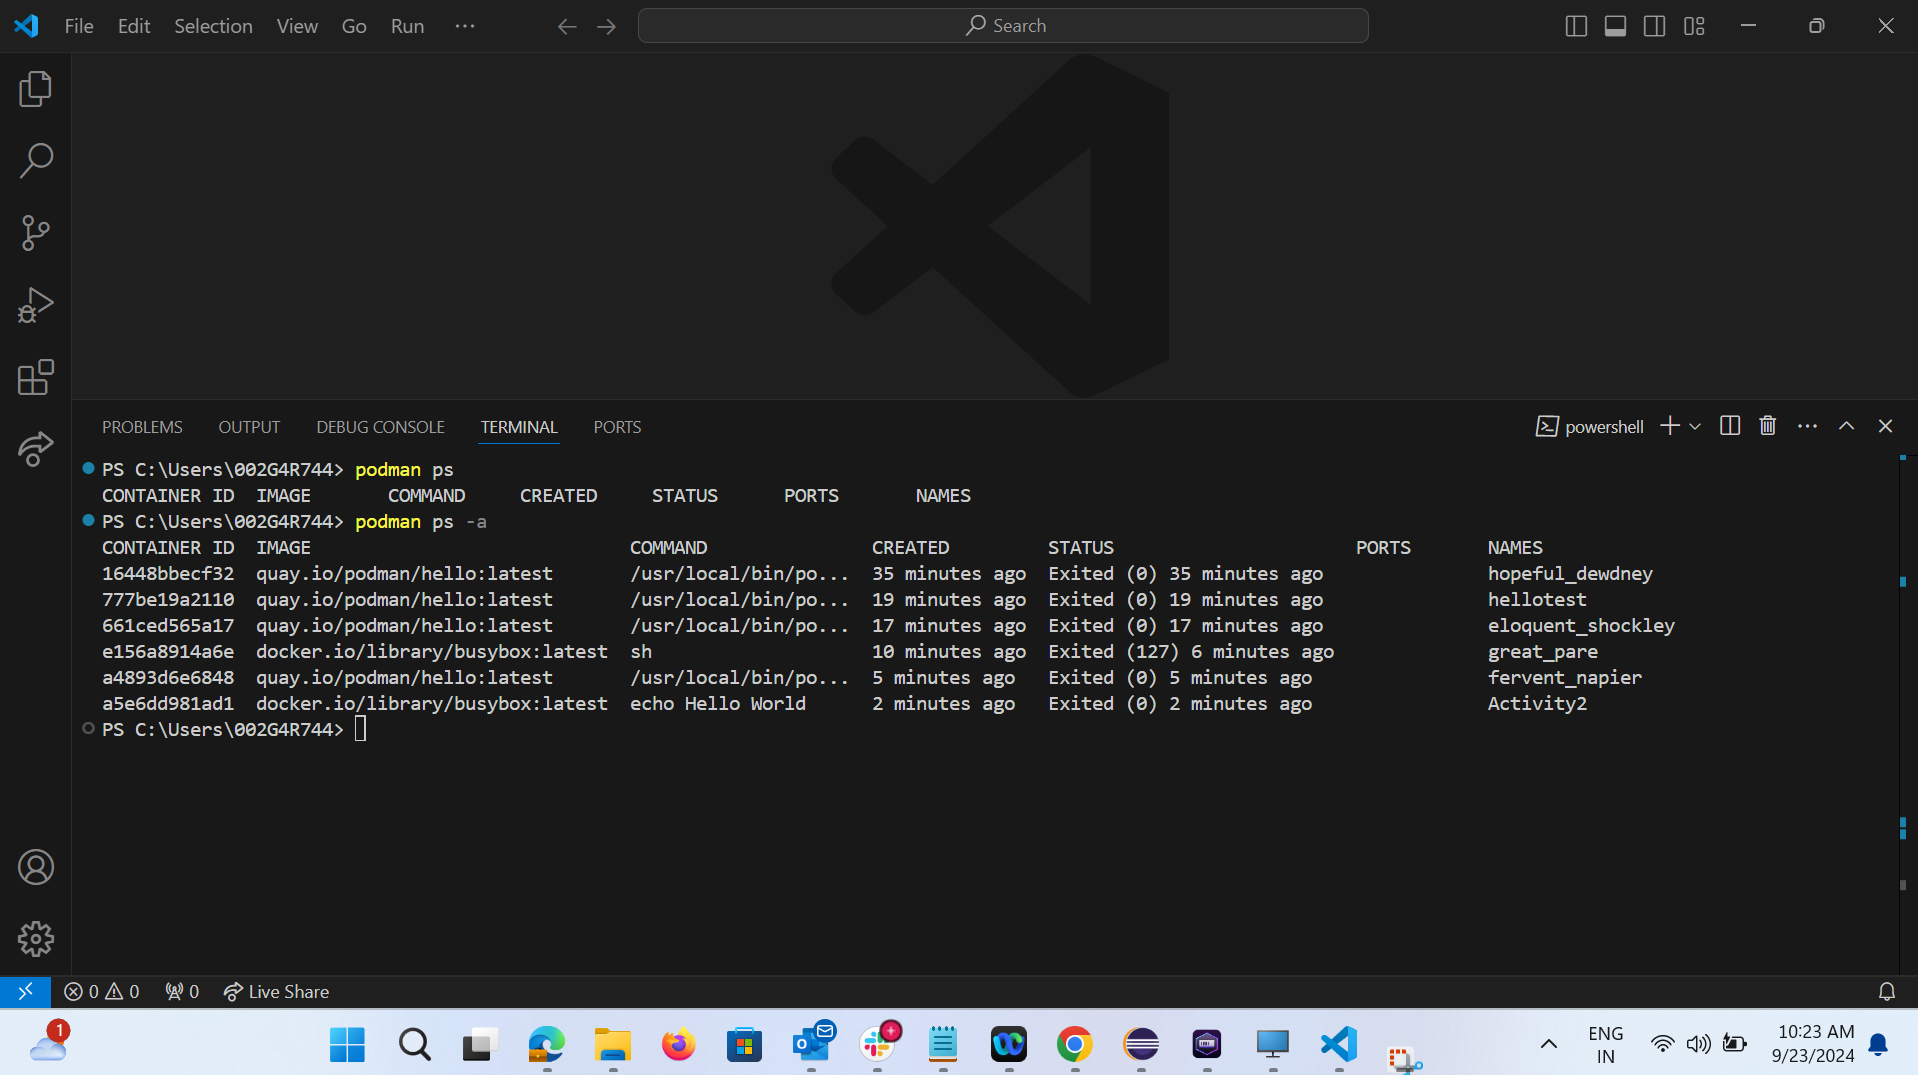 File Edit Selection View Go Run ··· Search
PROBLEMS OUTPUT DEBUG CONSOLE TERMINAL PORTS powershell
PS C:\Users\002G4R744> podman ps
CONTAINER ID IMAGE COMMAND CREATED STATUS PORTS NAMES
PS C:\Users\002G4R744> podman ps -a
CONTAINER ID IMAGE COMMAND CREATED STATUS PORTS NAMES
16448bbecf32 quay.io/podman/hello:latest /usr/local/bin/po... 35 minutes ago Exited (0) 35 minutes ago hopeful_dewdney
777be19a2110 quay.io/podman/hello:latest /usr/local/bin/po... 19 minutes ago Exited (0) 19 minutes ago hellotest
661ced565a17 quay.io/podman/hello:latest /usr/local/bin/po... 17 minutes ago Exited (0) 17 minutes ago eloquent_shockley
e156a8914a6e docker.io/library/busybox:latest sh 10 minutes ago Exited (127) 6 minutes ago great_pare
a4893d6e6848 quay.io/podman/hello:latest /usr/local/bin/po... 5 minutes ago Exited (0) 5 minutes ago fervent_napier
a5e6dd981ad1 docker.io/library/busybox:latest echo Hello World 2 minutes ago Exited (0) 2 minutes ago Activity2
PS C:\Users\002G4R744>
0 0 0 Live Share
1
ENG
IN
10:23 AM
9/23/2024